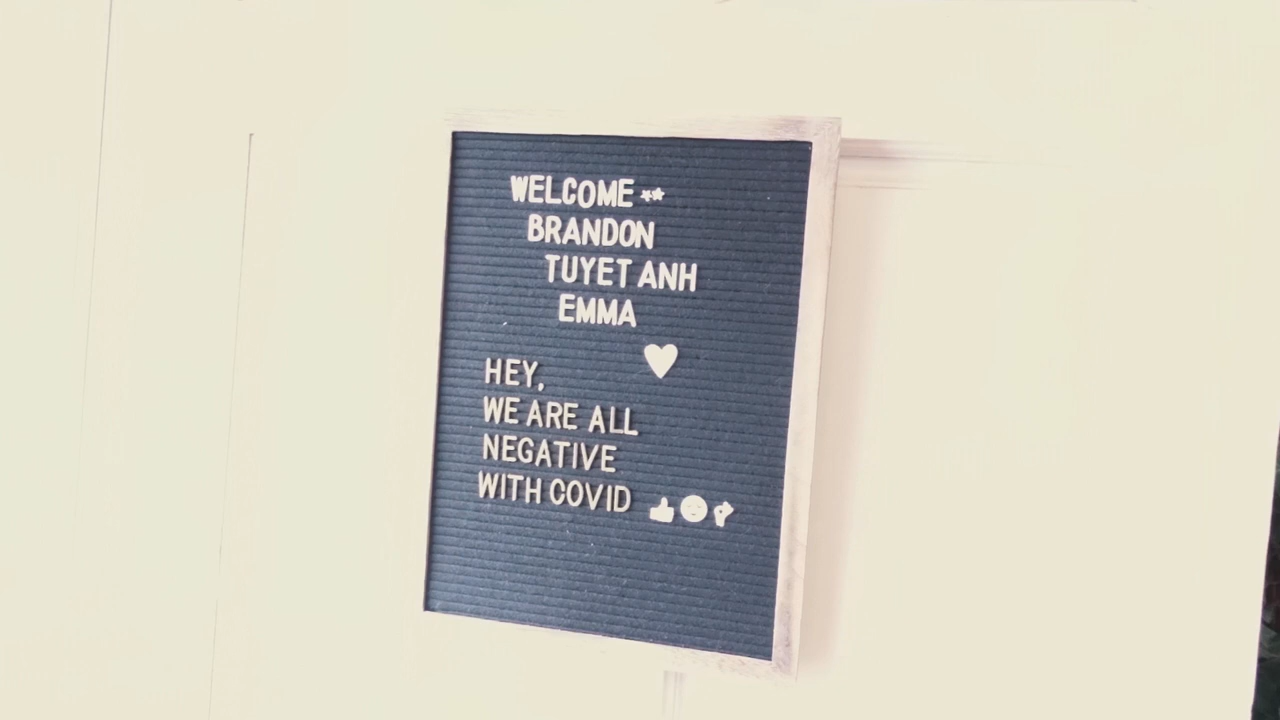 WELCOME
BRANDON
TUYET ANH
EMMA
HEY,
WE ARE ALL
NEGATIVE
WITH COVID